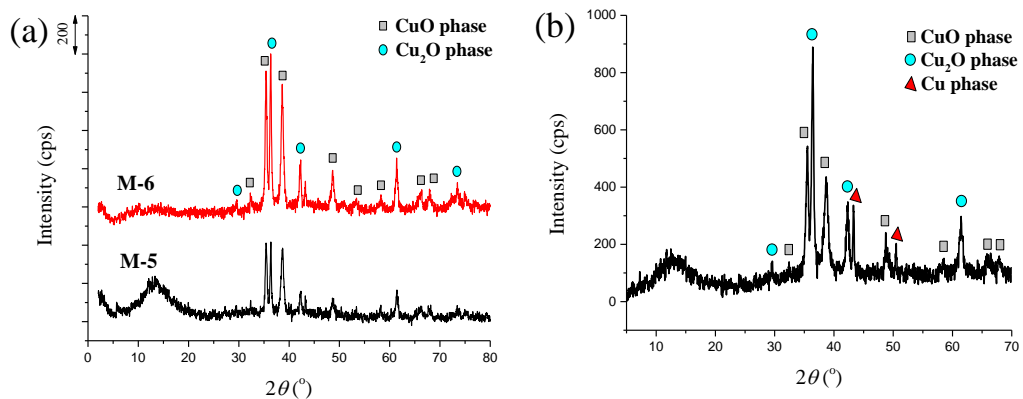 (a)
200
CuO phase
Cu₂O phase
M-6
M-5
Intensity (cps)
0 10 20 30 40 50 60 70 80
2θ (°)
(b)
1000
800
600
400
200
0
CuO phase
Cu₂O phase
Cu phase
Intensity (cps)
10 20 30 40 50 60 70
2θ (°)